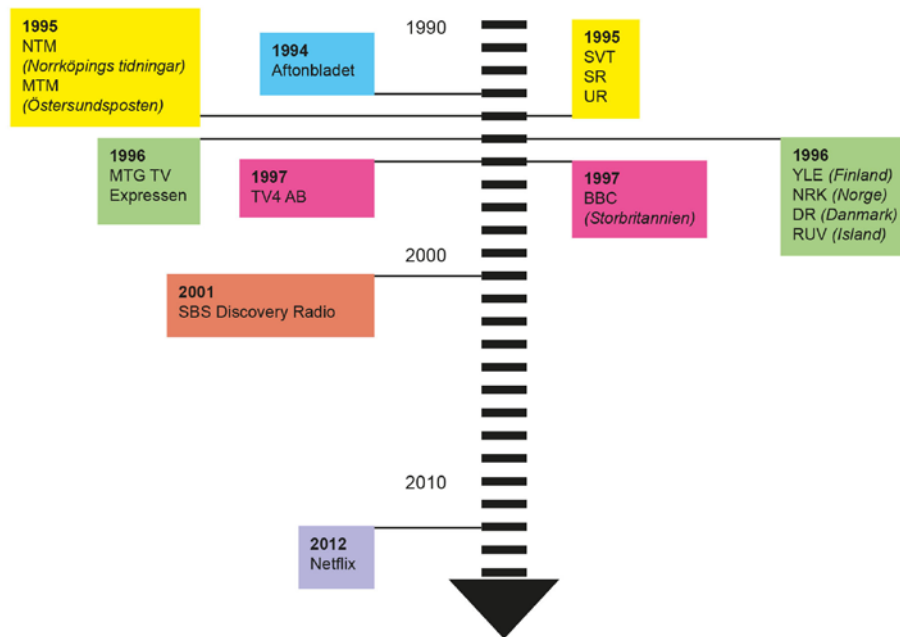 1990
1995
NTM
(Norrköpings tidningar)
MTM
(Östersundsposten)
1994
Aftonbladet
1995
SVT
SR
UR
1996
MTG TV
Expressen
1997
TV4 AB
1997
BBC
(Storbritannien)
1996
YLE (Finland)
NRK (Norge)
DR (Danmark)
RUV (Island)
2000
2001
SBS Discovery Radio
2010
2012
Netflix